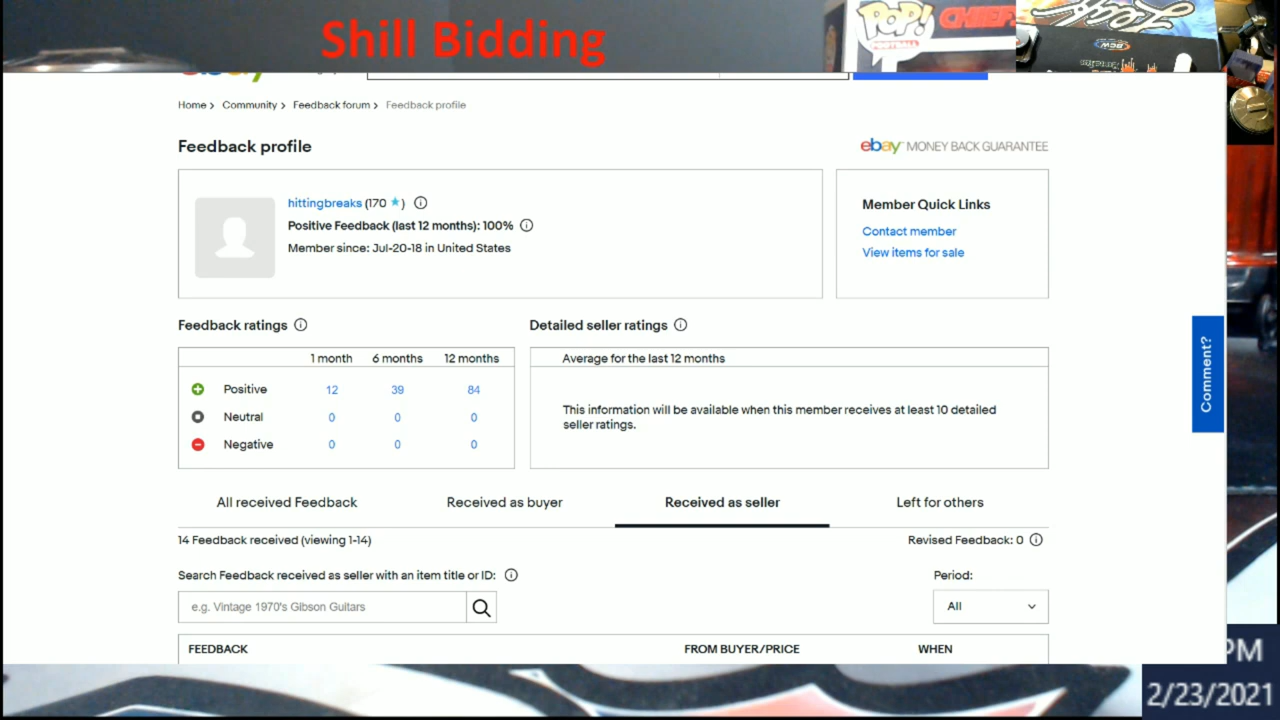 Shill Bidding
POP!
FOOTBALL
CHIEFS
BCW
ebay
Home > Community > Feedback forum > Feedback profile
Feedback profile
ebay MONEY BACK GUARANTEE
hittingbreaks (170 ★)
Positive Feedback (last 12 months): 100%
Member since: Jul-20-18 in United States
Member Quick Links
Contact member
View items for sale
Feedback ratings
Detailed seller ratings
1 month 6 months 12 months
Positive 12 39 84
Neutral 0 0 0
Negative 0 0 0
Average for the last 12 months
This information will be available when this member receives at least 10 detailed
seller ratings.
Comment?
All received Feedback Received as buyer Received as seller Left for others
14 Feedback received (viewing 1-14)
Revised Feedback: 0
Search Feedback received as seller with an item title or ID:
Period:
e.g. Vintage 1970's Gibson Guitars
All
FEEDBACK FROM BUYER/PRICE WHEN
PM
2/23/2021